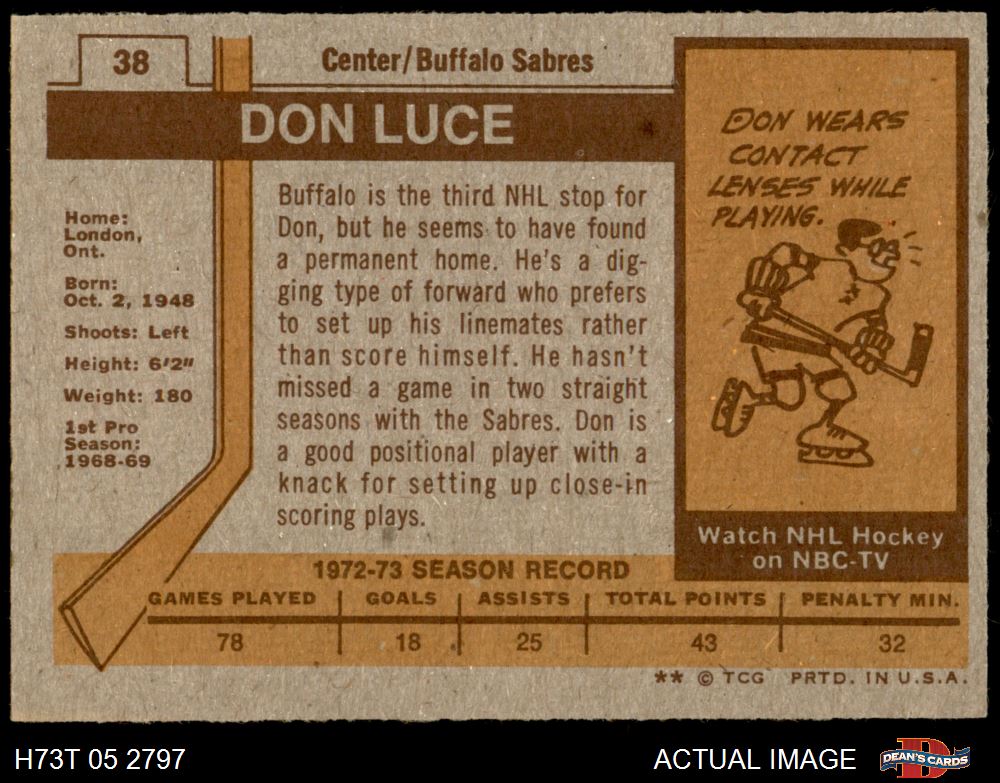 38
Center/Buffalo Sabres
DON LUCE
Home:
London,
Ont.
Born:
Oct. 2, 1948
Shoots: Left
Height: 6'2"
Weight: 180
1st Pro
Season:
1968-69
Buffalo is the third NHL stop for
Don, but he seems to have found
a permanent home. He's a dig-
ging type of forward who prefers
to set up his linemates rather
than score himself. He hasn't
missed a game in two straight
seasons with the Sabres. Don is
a good positional player with a
knack for setting up close-in
scoring plays.
DON WEARS
CONTACT
LENSES WHILE
PLAYING.
Watch NHL Hockey
on NBC-TV
1972-73 SEASON RECORD
GAMES PLAYED GOALS ASSISTS TOTAL POINTS PENALTY MIN.
78 18 25 43 32
** © TCG PRTD. IN U.S.A.
H73T 05 2797
ACTUAL IMAGE
DEAN'S CARDS